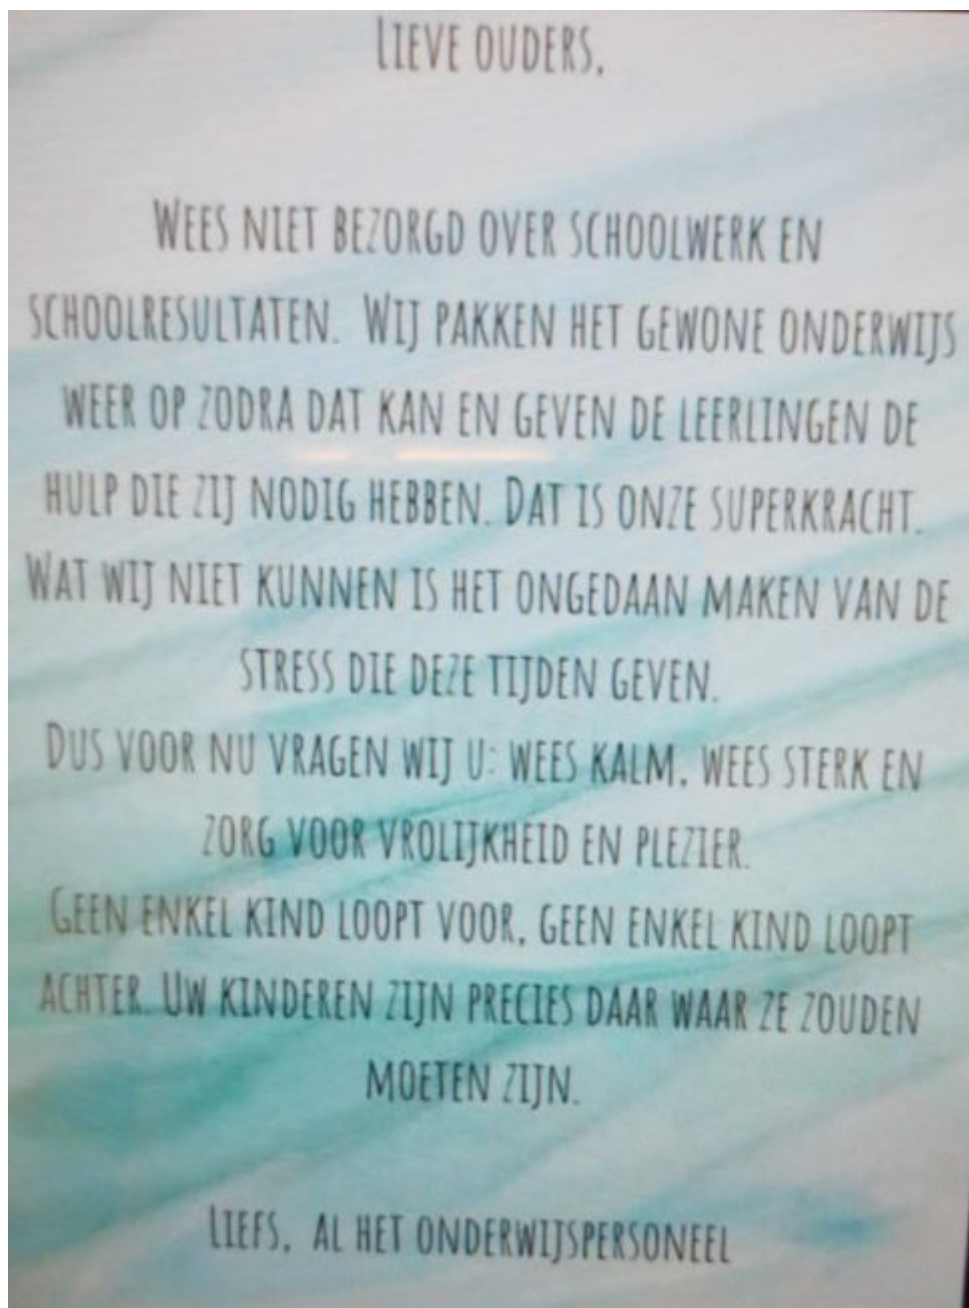 LIEVE OUDERS,
WEES NIET BEZORGD OVER SCHOOLWERK EN
SCHOOLRESULTATEN. WIJ PAKKEN HET GEWONE ONDERWIJS
WEER OP ZODRA DAT KAN EN GEVEN DE LEERLINGEN DE
HULP DIE ZIJ NODIG HEBBEN. DAT IS ONZE SUPERKRACHT.
WAT WIJ NIET KUNNEN IS HET ONGEDAAN MAKEN VAN DE
STRESS DIE DEZE TIJDEN GEVEN.
DUS VOOR NU VRAGEN WIJ U: WEES KALM, WEES STERK EN
ZORG VOOR VROLIJKHEID EN PLEZIER.
GEEN ENKEL KIND LOOPT VOOR, GEEN ENKEL KIND LOOPT
ACHTER. UW KINDEREN ZIJN PRECIES DAAR WAAR ZE ZOUDEN
MOETEN ZIJN.
LIEFS, AL HET ONDERWIJSPERSONEEL